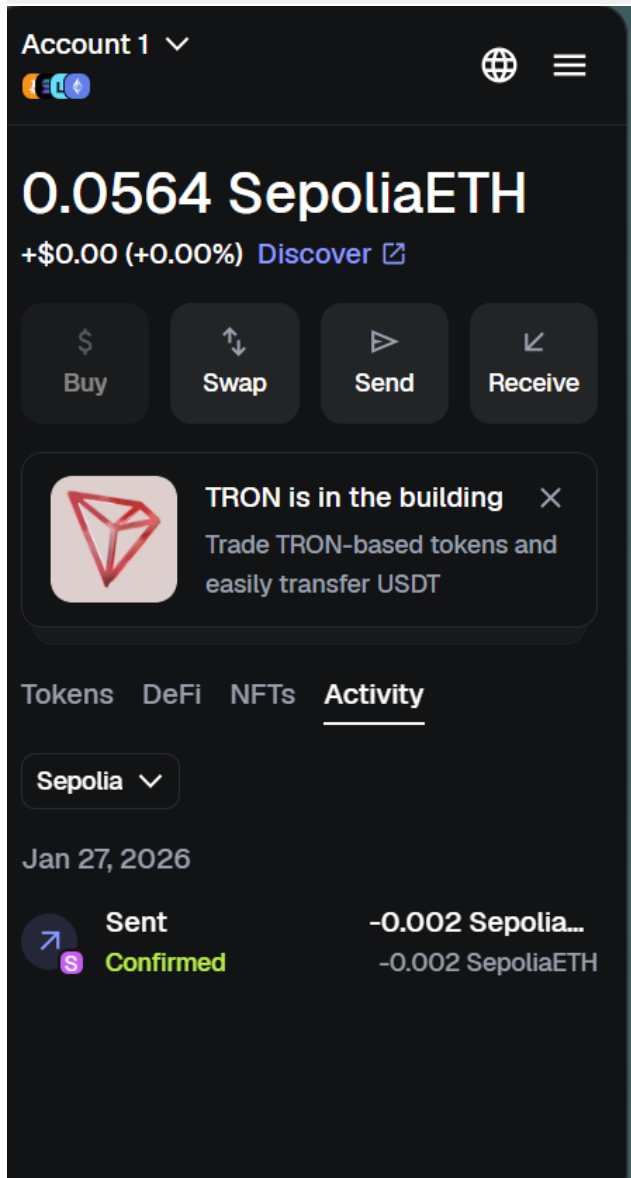 Account 1
0.0564 SepoliaETH
+$0.00 (+0.00%) Discover
$
Buy
Swap
Send
Receive
TRON is in the building
Trade TRON-based tokens and
easily transfer USDT
Tokens DeFi NFTs Activity
Sepolia
Jan 27, 2026
Sent -0.002 Sepolia...
S
Confirmed -0.002 SepoliaETH